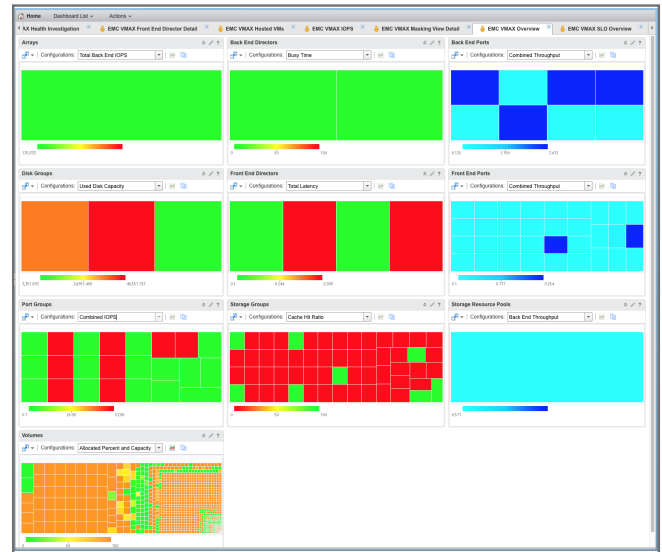 Home Dashboard List Actions
AX Health Investigation EMC VMAX Front End Director Detail EMC VMAX Hosted VMs EMC VMAX IOPS EMC VMAX Masking View Detail EMC VMAX Overview EMC VMAX SLO Overview
Arrays ? Back End Directors ? Back End Ports ?
Configurations: Total Back End IOPS Configurations: Busy Time Configurations: Combined Throughput
0 50 100
Disk Groups ? Front End Directors ? Front End Ports ?
Configurations: Used Disk Capacity Configurations: Total Latency Configurations: Combined Throughput
0.1
Port Groups ? Storage Groups ? Storage Resource Pools ?
Configurations: Combined IOPS Configurations: Cache Hit Ratio Configurations: Back End Throughput
0.1 0 50 100
Volumes ?
Configurations: Allocated Percent and Capacity
0 50 100